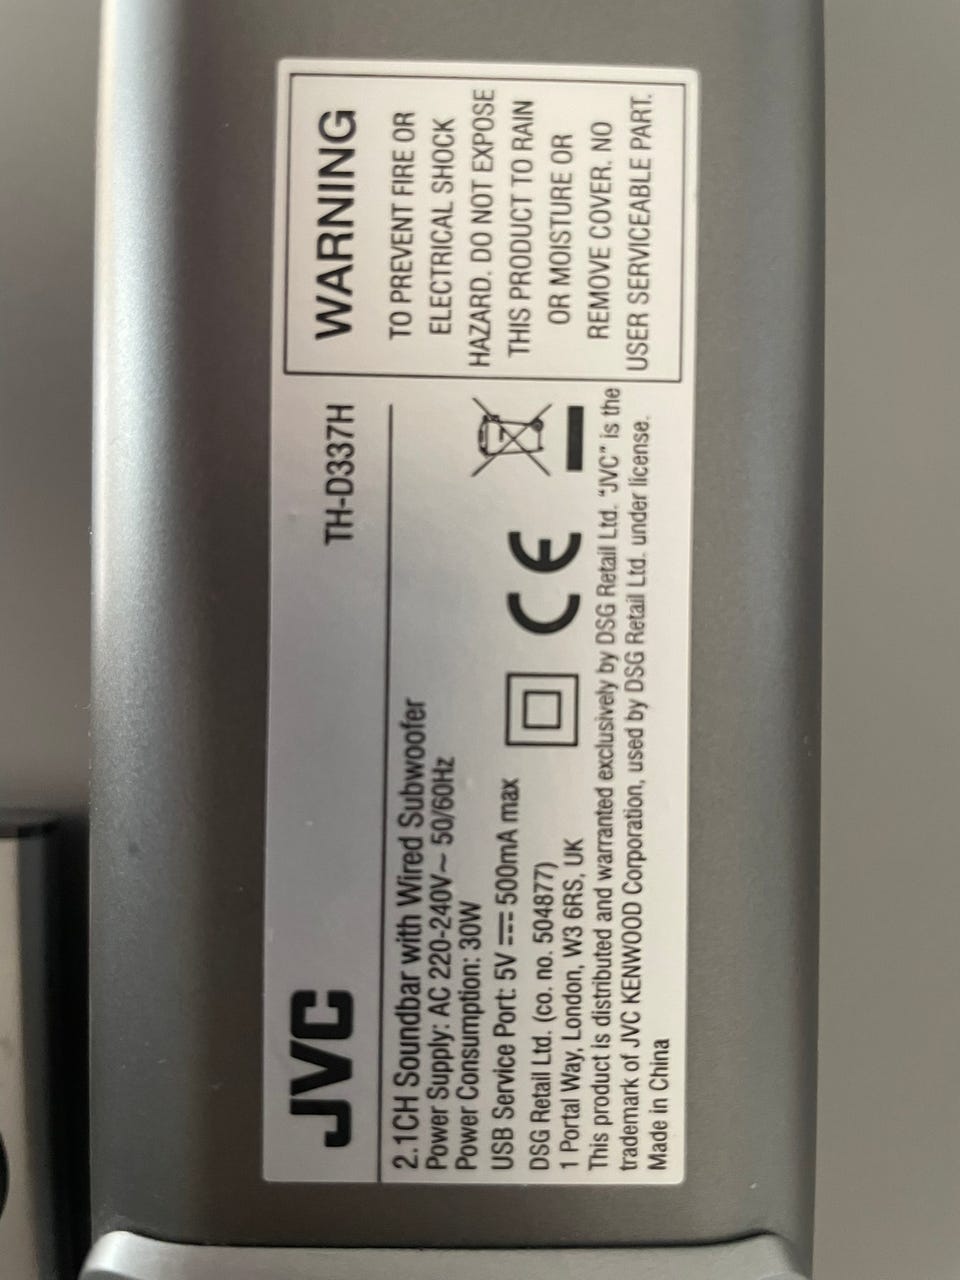 JVC
TH-D337H
2.1CH Soundbar with Wired Subwoofer
Power Supply: AC 220-240V~ 50/60Hz
Power Consumption: 30W
USB Service Port: 5V ⎓ 500mA max
DSG Retail Ltd. (co. no. 504877)
1 Portal Way, London, W3 6RS, UK
This product is distributed and warranted exclusively by DSG Retail Ltd. “JVC” is the
trademark of JVC KENWOOD Corporation, used by DSG Retail Ltd. under license.
Made in China
CE
WARNING
TO PREVENT FIRE OR
ELECTRICAL SHOCK
HAZARD. DO NOT EXPOSE
THIS PRODUCT TO RAIN
OR MOISTURE OR
REMOVE COVER. NO
USER SERVICEABLE PART.